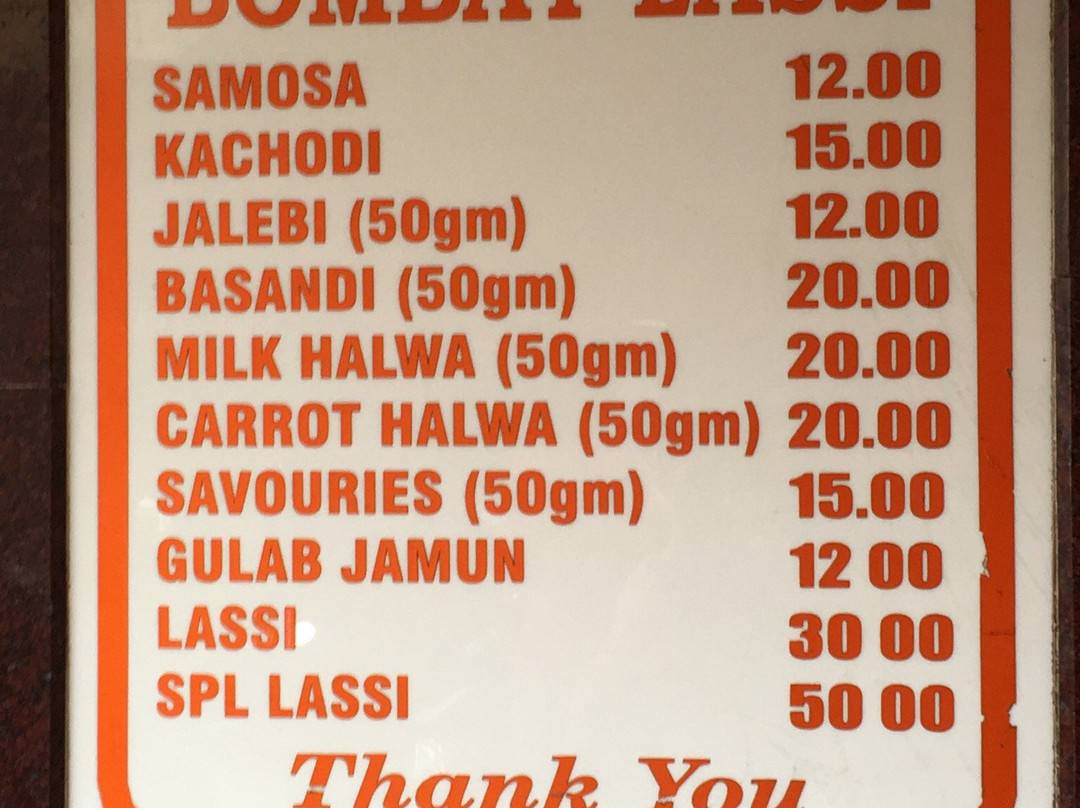 BOMBAY LASSI
SAMOSA 12.00
KACHODI 15.00
JALEBI (50gm) 12.00
BASANDI (50gm) 20.00
MILK HALWA (50gm) 20.00
CARROT HALWA (50gm) 20.00
SAVOURIES (50gm) 15.00
GULAB JAMUN 12 00
LASSI 30 00
SPL LASSI 50 00
Thank You